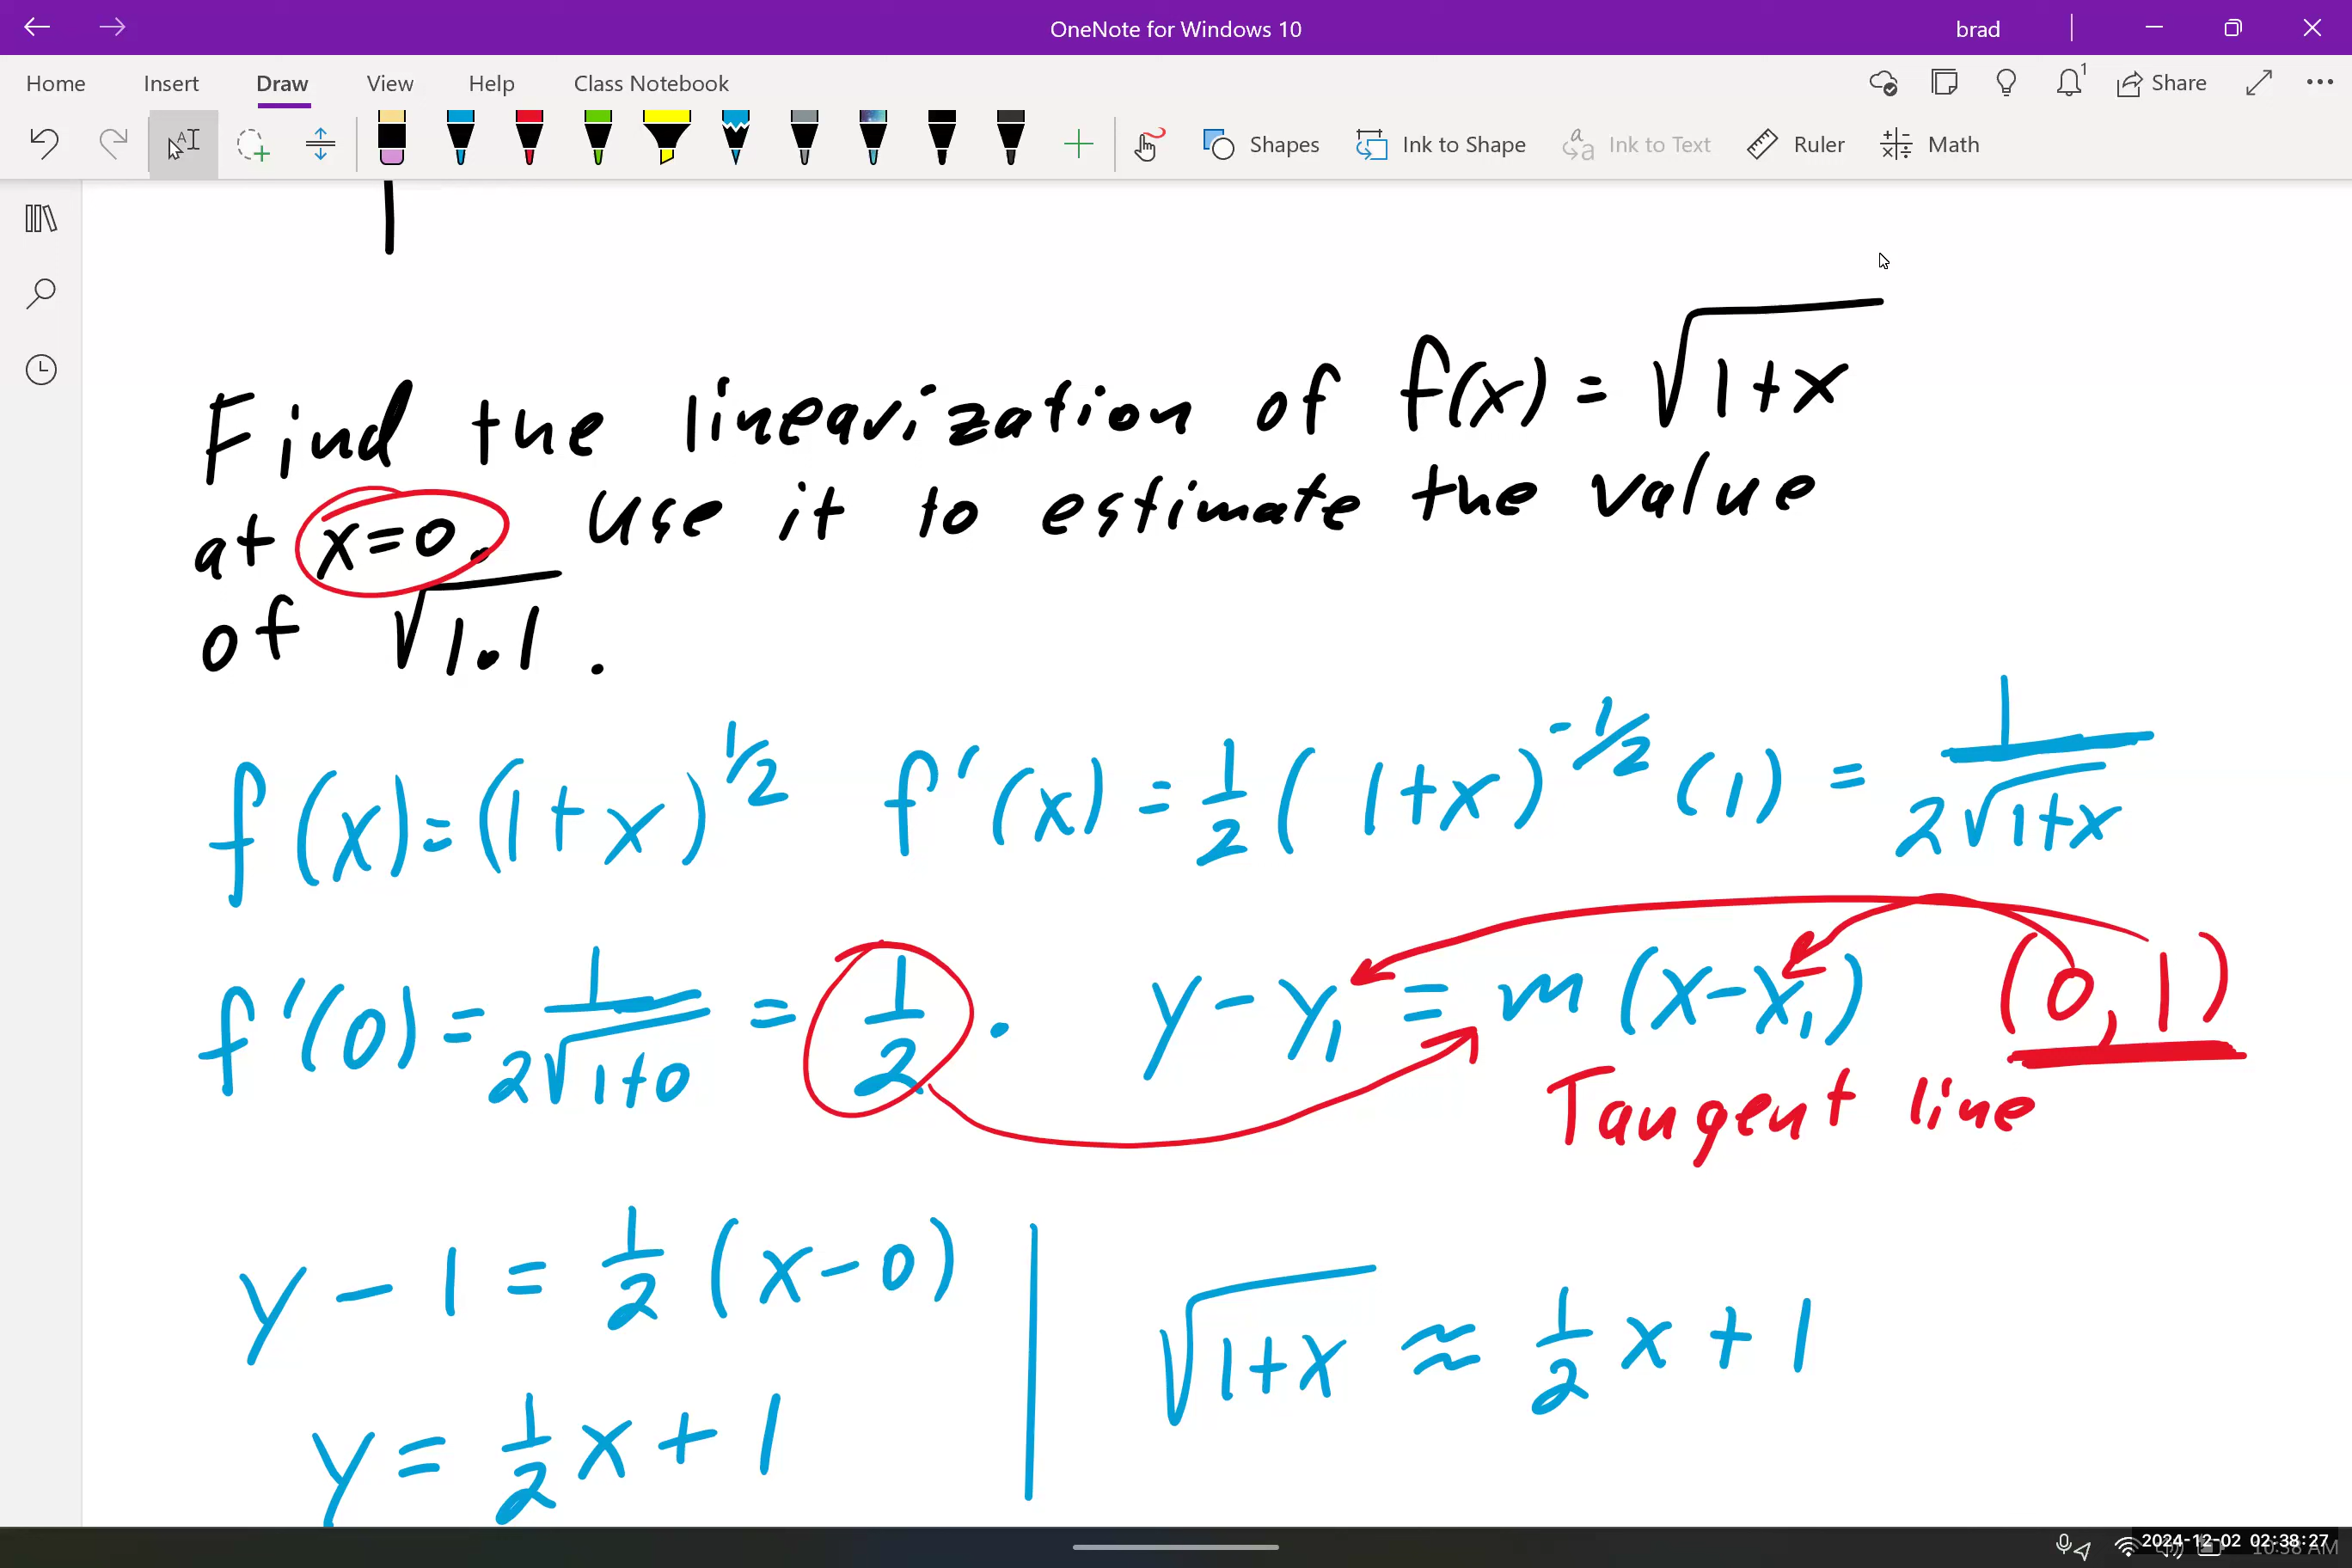 OneNote for Windows 10
brad
Home Insert Draw View Help Class Notebook
1
Share
Shapes Ink to Shape Ink to Text Ruler Math
Find the linearization of f(x) = √(1+x)
at x=0. Use it to estimate the value
of √1.1 .
f(x) = (1+x)^1/2 f'(x) = 1/2 (1+x)^-1/2 (1) = 1/(2√(1+x))
f'(0) = 1/(2√(1+0)) = 1/2 . y - y₁ = m(x - x₁) (0, 1)
Tangent line
y - 1 = 1/2 (x - 0)
√(1+x) ≈ 1/2 x + 1
y = 1/2 x + 1
2024-12-02 02:38:27
10:38 AM